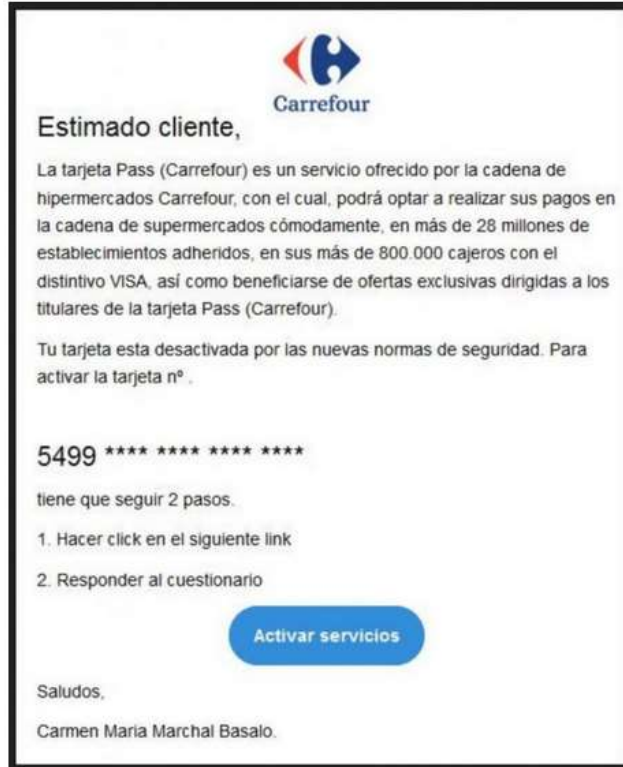 Carrefour
Estimado cliente,
La tarjeta Pass (Carrefour) es un servicio ofrecido por la cadena de
hipermercados Carrefour, con el cual, podrá optar a realizar sus pagos en
la cadena de supermercados cómodamente, en más de 28 millones de
establecimientos adheridos, en sus más de 800.000 cajeros con el
distintivo VISA, así como beneficiarse de ofertas exclusivas dirigidas a los
titulares de la tarjeta Pass (Carrefour).
Tu tarjeta esta desactivada por las nuevas normas de seguridad. Para
activar la tarjeta nº .
5499 **** **** **** ****
tiene que seguir 2 pasos.
1. Hacer click en el siguiente link
2. Responder al cuestionario
Activar servicios
Saludos,
Carmen Maria Marchal Basalo.